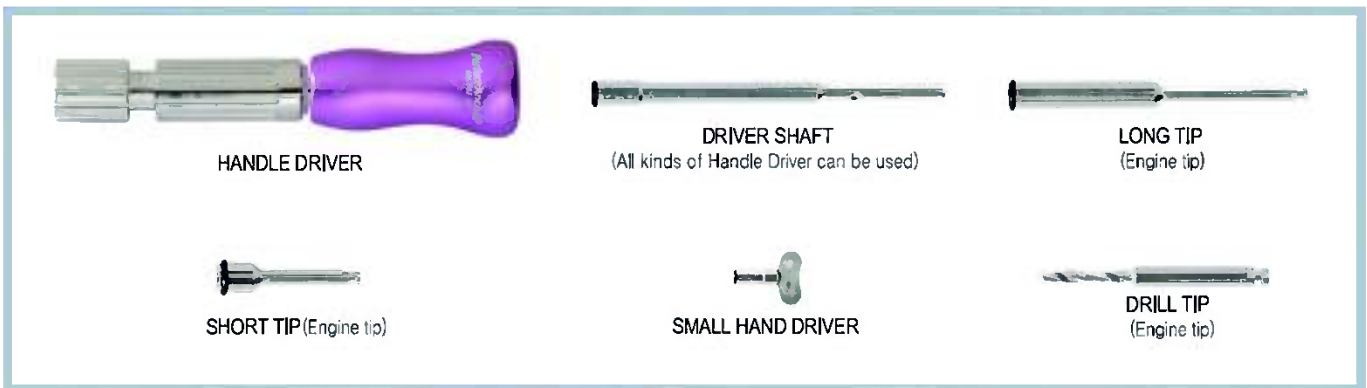 HANDLE DRIVER
DRIVER SHAFT
(All kinds of Handle Driver can be used)
LONG TIP
(Engine tip)
SHORT TIP (Engine tip)
SMALL HAND DRIVER
DRILL TIP
(Engine tip)